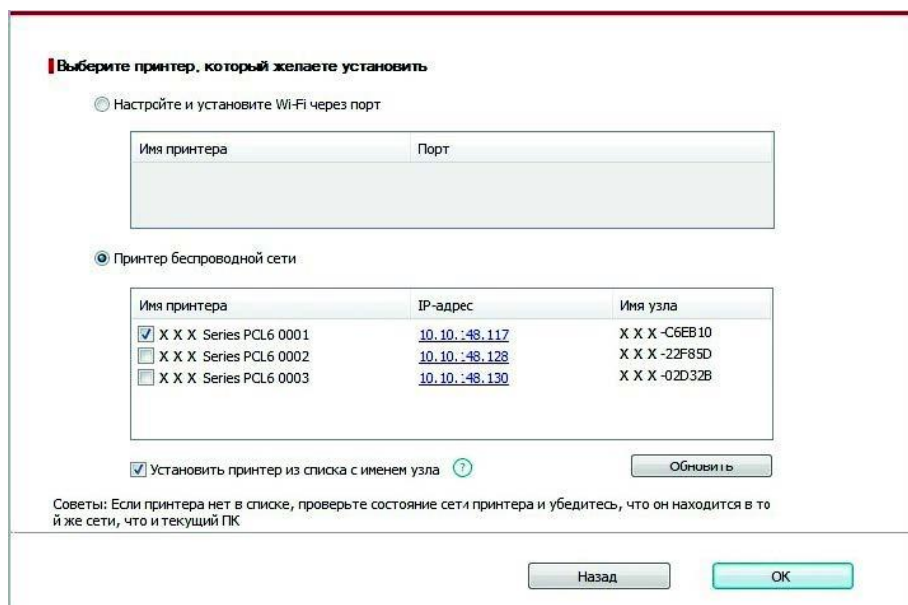 Выберите принтер, который желаете установить
Настройте и установите Wi-Fi через порт
Имя принтера Порт
Принтер беспроводной сети
Имя принтера IP-адрес Имя узла
X X X Series PCL6 0001 10.10.148.117 X X X -C6EB10
X X X Series PCL6 0002 10.10.148.128 X X X -22F85D
X X X Series PCL6 0003 10.10.148.130 X X X -02D32B
Установить принтер из списка с именем узла ? Обновить
Советы: Если принтера нет в списке, проверьте состояние сети принтера и убедитесь, что он находится в то
й же сети, что и текущий ПК
Назад OK